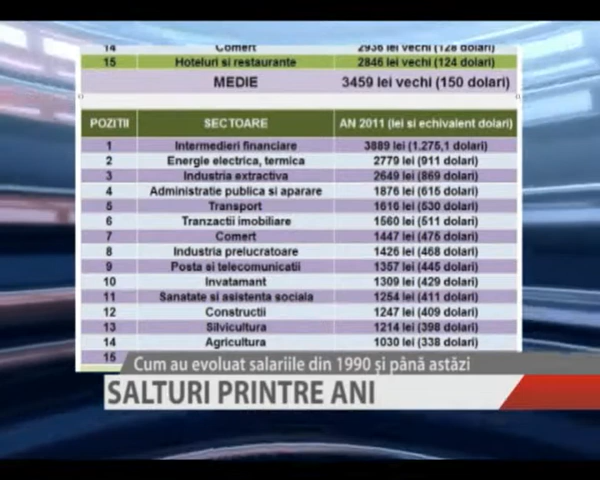 14 Comert 2936 lei vechi (128 dolari)
15 Hoteluri si restaurante 2846 lei vechi (124 dolari)
MEDIE 3459 lei vechi (150 dolari)
POZITII SECTOARE AN 2011 (lei si echivalent dolari)
1 Intermedieri financiare 3889 lei (1,275,1 dolari)
2 Energie electrica, termica 2779 lei (911 dolari)
3 Industria extractiva 2649 lei (869 dolari)
4 Administratie publica si aparare 1876 lei (615 dolari)
5 Transport 1616 lei (530 dolari)
6 Tranzactii imobiliare 1560 lei (511 dolari)
7 Comert 1447 lei (475 dolari)
8 Industria prelucratoare 1426 lei (468 dolari)
9 Posta si telecomunicatii 1357 lei (445 dolari)
10 Invatamant 1309 lei (429 dolari)
11 Sanatate si asistenta sociala 1254 lei (411 dolari)
12 Constructii 1247 lei (409 dolari)
13 Silvicultura 1214 lei (398 dolari)
14 Agricultura 1030 lei (338 dolari)
15
Cum au evoluat salariile din 1990 și până astăzi
SALTURI PRINTRE ANI